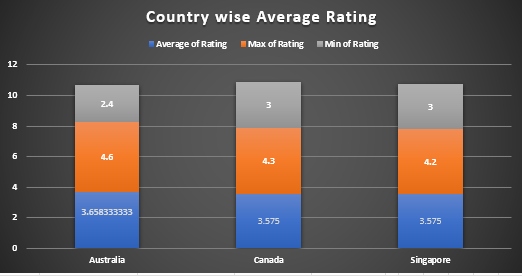 Country wise Average Rating
Average of Rating Max of Rating Min of Rating
12
10
8
6
4
2
0
2.4 3 3
4.6 4.3 4.2
3.658333333 3.575 3.575
Australia Canada Singapore